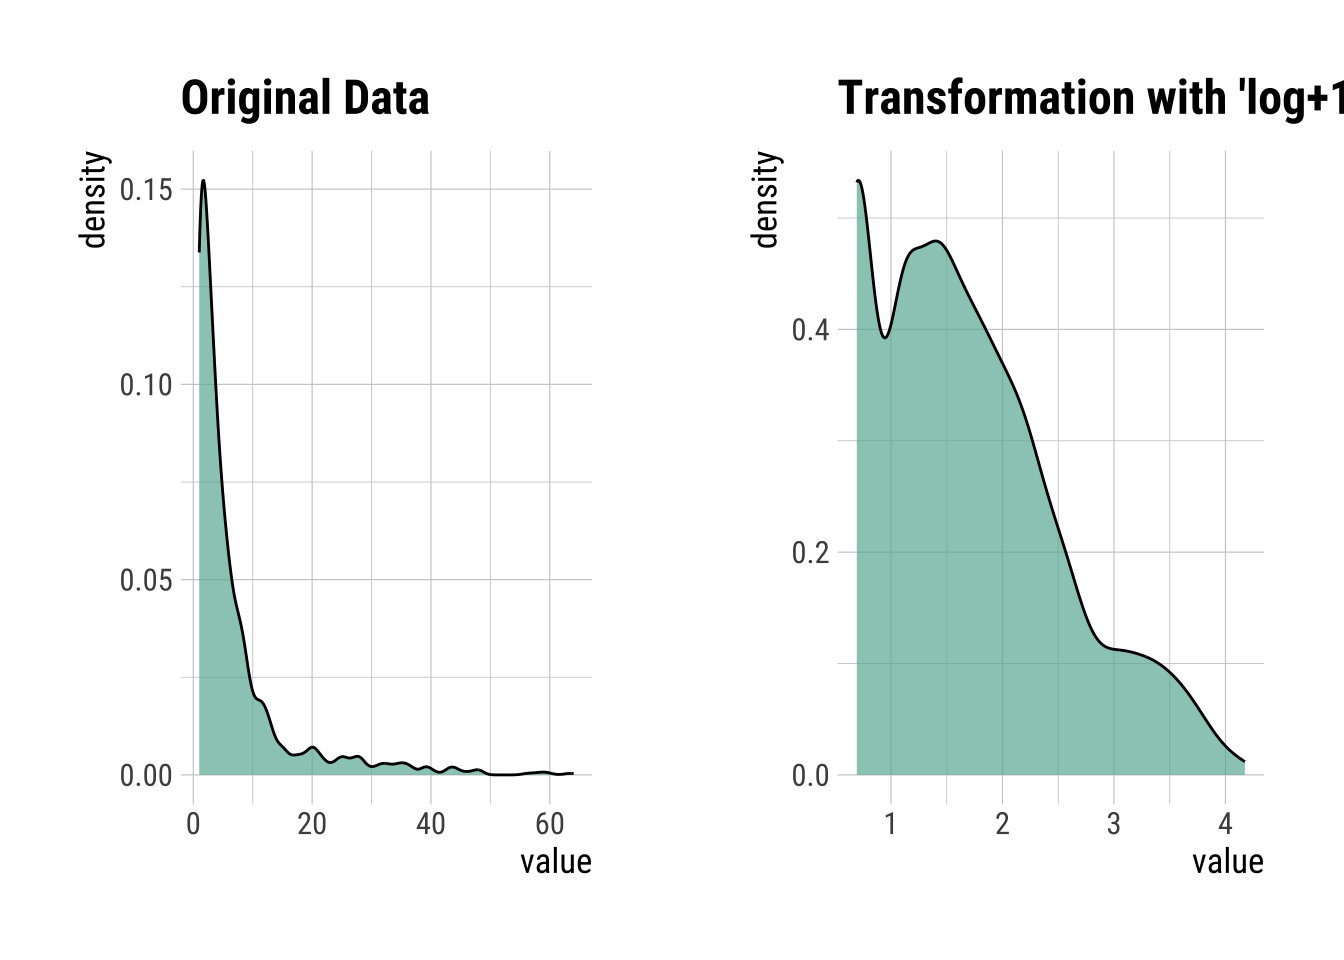 Original Data
density
0.15
0.10
0.05
0.00
0
20
40
60
value
Transformation with 'log+1
density
0.4
0.2
0.0
1
2
3
4
value